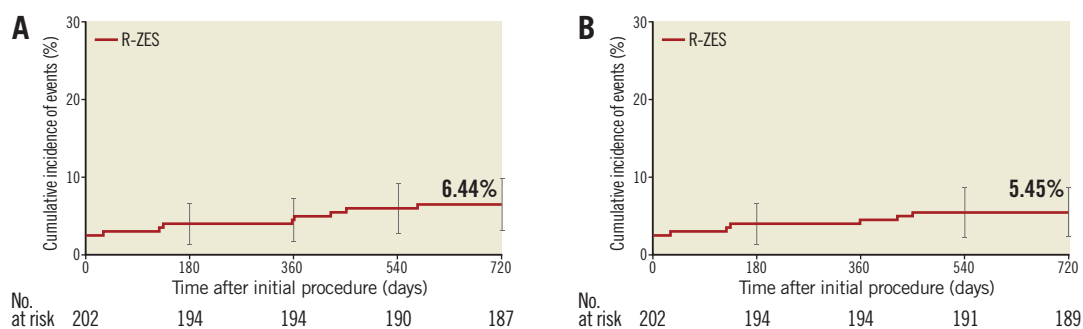 A
Cumulative incidence of events (%)
30
20
10
0
R-ZES
6.44%
0 180 360 540 720
Time after initial procedure (days)
No.
at risk 202 194 194 190 187
B
Cumulative incidence of events (%)
30
20
10
0
R-ZES
5.45%
0 180 360 540 720
Time after initial procedure (days)
No.
at risk 202 194 194 191 189